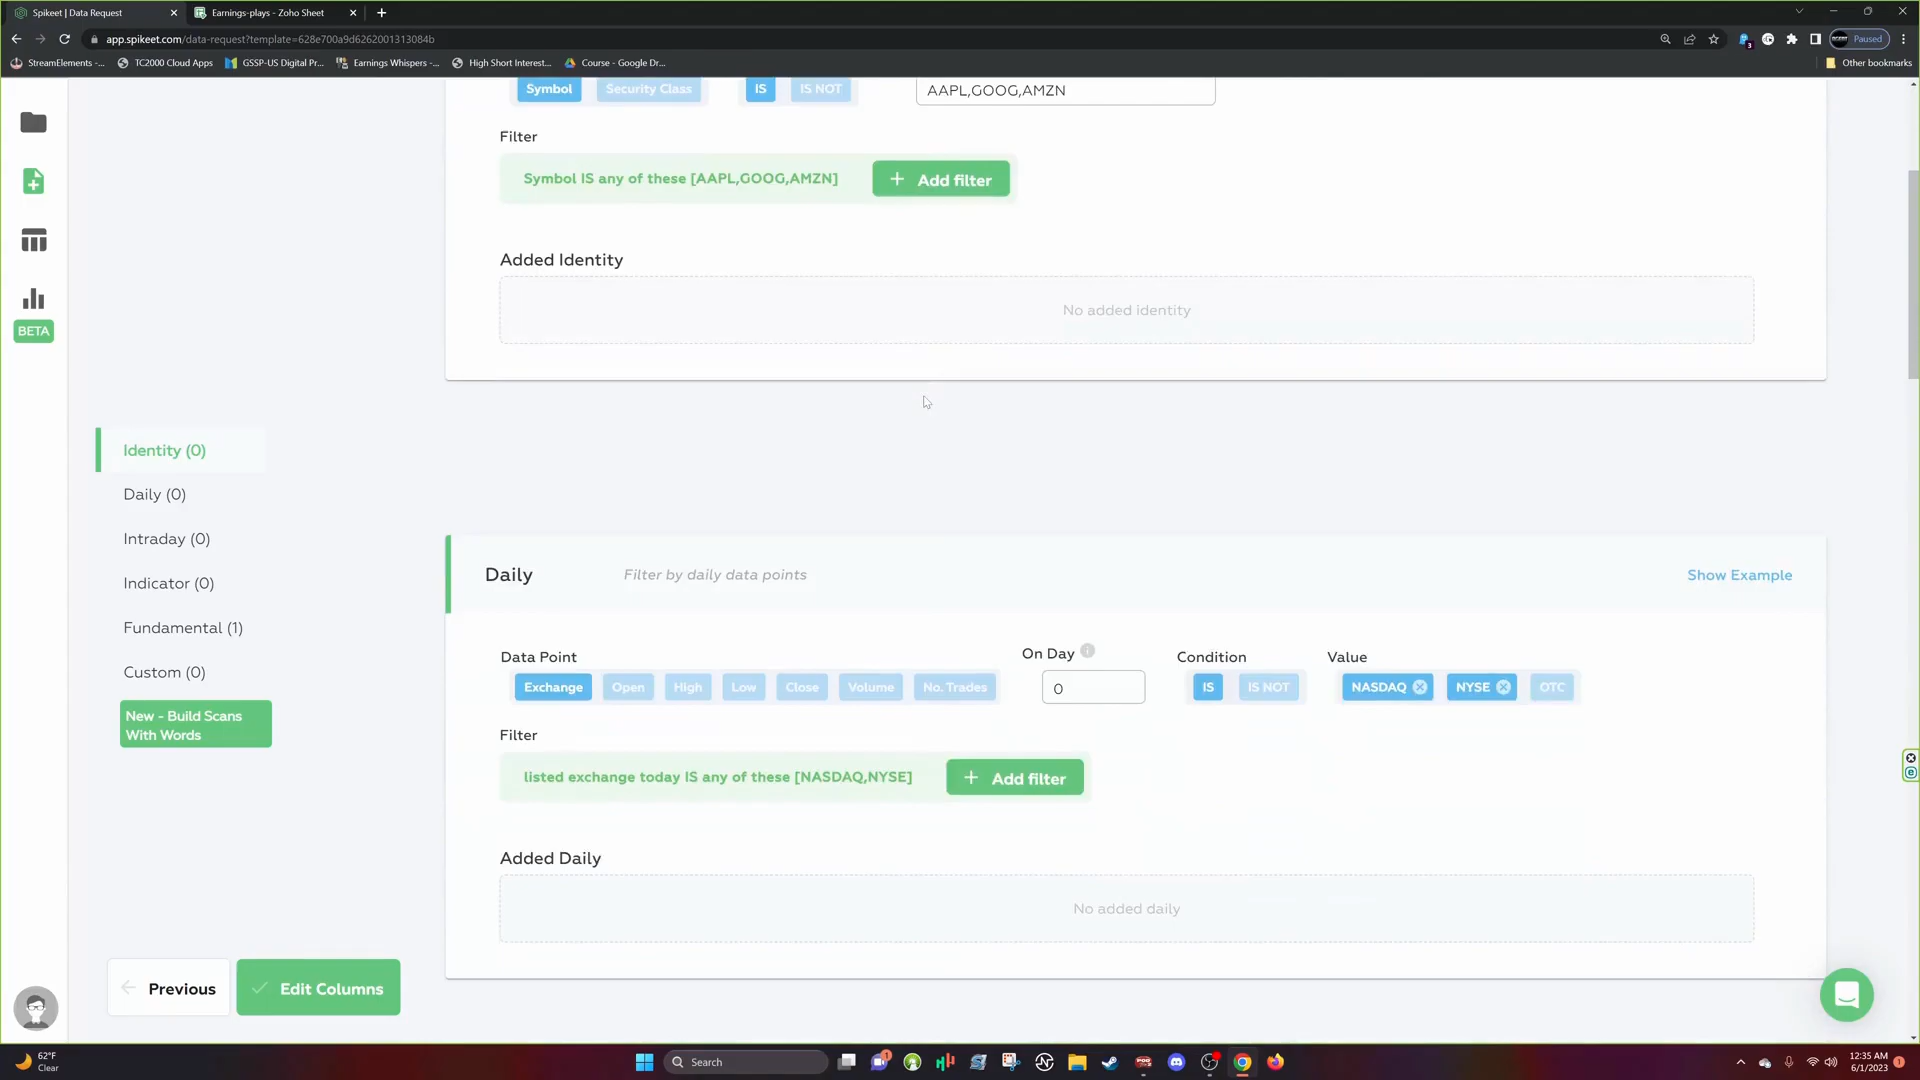 Spikeet | Data Request
Earnings-plays - Zoho Sheet
app.spikeet.com/data-request?template=628e700a9d6262001313084b
Paused
StreamElements -...
TC2000 Cloud Apps
GSSP-US Digital Pr...
Earnings Whispers -...
High Short Interest...
Course - Google Dr...
Other bookmarks
Symbol
Security Class
IS
IS NOT
AAPL,GOOG,AMZN
Filter
Symbol IS any of these [AAPL,GOOG,AMZN]
+ Add filter
Added Identity
No added identity
BETA
Identity (0)
Daily (0)
Intraday (0)
Indicator (0)
Fundamental (1)
Custom (0)
New - Build Scans
With Words
Daily
Filter by daily data points
Show Example
Data Point
On Day
Condition
Value
Exchange
Open
High
Low
Close
Volume
No. Trades
0
IS
IS NOT
NASDAQ
NYSE
OTC
Filter
listed exchange today IS any of these [NASDAQ,NYSE]
+ Add filter
Added Daily
No added daily
Previous
Edit Columns
62°F
Clear
Search
12:35 AM
6/1/2023